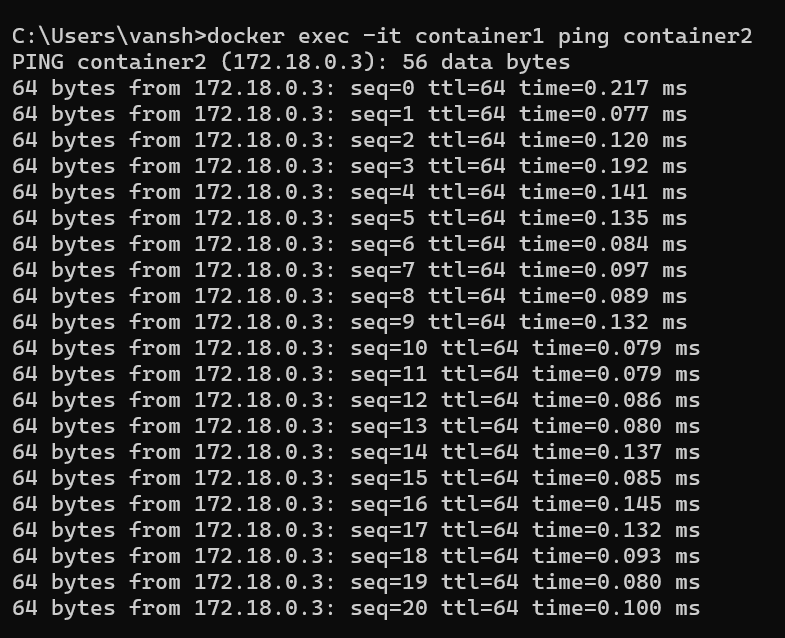 C:\Users\vansh>docker exec -it container1 ping container2
PING container2 (172.18.0.3): 56 data bytes
64 bytes from 172.18.0.3: seq=0 ttl=64 time=0.217 ms
64 bytes from 172.18.0.3: seq=1 ttl=64 time=0.077 ms
64 bytes from 172.18.0.3: seq=2 ttl=64 time=0.120 ms
64 bytes from 172.18.0.3: seq=3 ttl=64 time=0.192 ms
64 bytes from 172.18.0.3: seq=4 ttl=64 time=0.141 ms
64 bytes from 172.18.0.3: seq=5 ttl=64 time=0.135 ms
64 bytes from 172.18.0.3: seq=6 ttl=64 time=0.084 ms
64 bytes from 172.18.0.3: seq=7 ttl=64 time=0.097 ms
64 bytes from 172.18.0.3: seq=8 ttl=64 time=0.089 ms
64 bytes from 172.18.0.3: seq=9 ttl=64 time=0.132 ms
64 bytes from 172.18.0.3: seq=10 ttl=64 time=0.079 ms
64 bytes from 172.18.0.3: seq=11 ttl=64 time=0.079 ms
64 bytes from 172.18.0.3: seq=12 ttl=64 time=0.086 ms
64 bytes from 172.18.0.3: seq=13 ttl=64 time=0.080 ms
64 bytes from 172.18.0.3: seq=14 ttl=64 time=0.137 ms
64 bytes from 172.18.0.3: seq=15 ttl=64 time=0.085 ms
64 bytes from 172.18.0.3: seq=16 ttl=64 time=0.145 ms
64 bytes from 172.18.0.3: seq=17 ttl=64 time=0.132 ms
64 bytes from 172.18.0.3: seq=18 ttl=64 time=0.093 ms
64 bytes from 172.18.0.3: seq=19 ttl=64 time=0.080 ms
64 bytes from 172.18.0.3: seq=20 ttl=64 time=0.100 ms